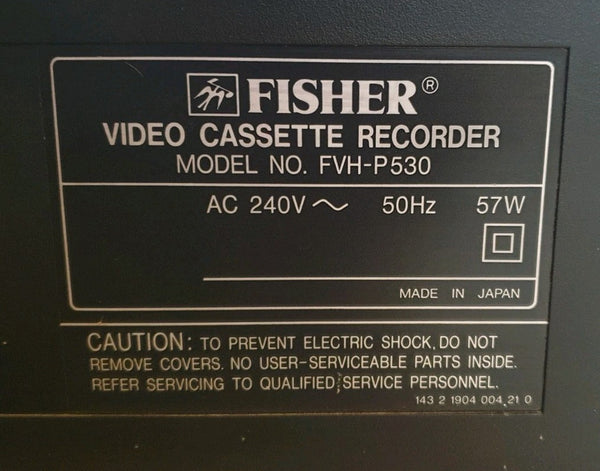 FISHER®
VIDEO CASSETTE RECORDER
MODEL NO. FVH-P530
AC 240V ~ 50Hz 57W
MADE IN JAPAN
CAUTION: TO PREVENT ELECTRIC SHOCK, DO NOT
REMOVE COVERS. NO USER-SERVICEABLE PARTS INSIDE.
REFER SERVICING TO QUALIFIED SERVICE PERSONNEL.
143 2 1904 004 21 0